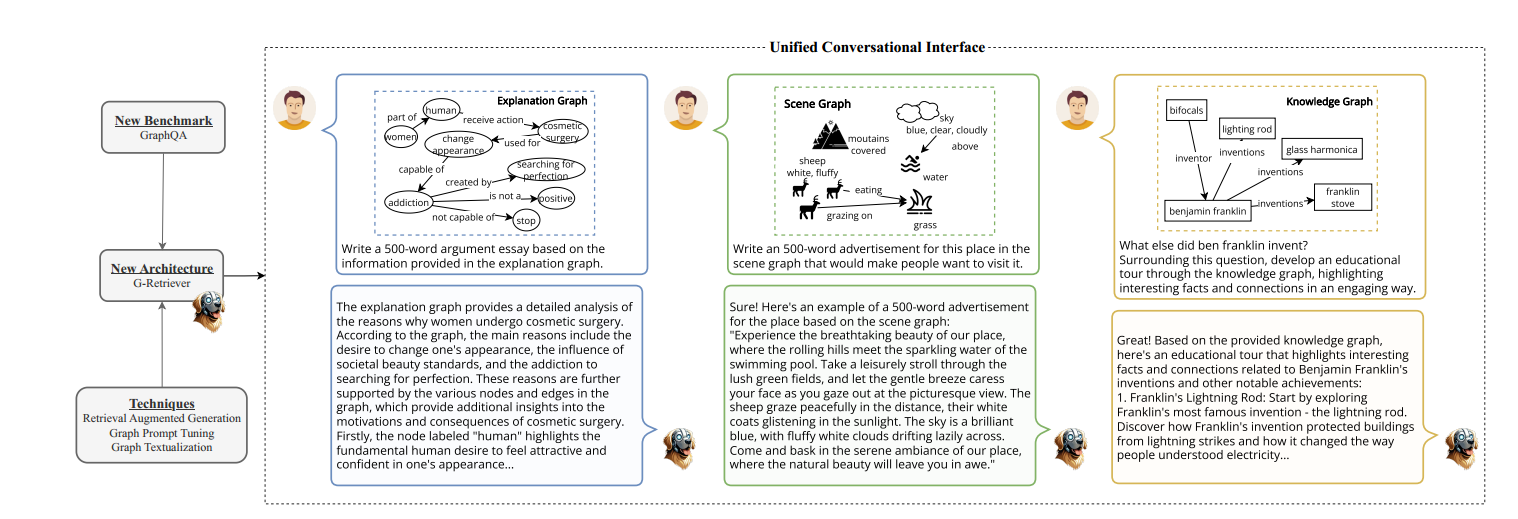 Unified Conversational Interface
New Benchmark
GraphQA
New Architecture
G-Retriever
Techniques
Retrieval Augmented Generation
Graph Prompt Tuning
Graph Textualization
Explanation Graph
human
part of
receive action
women
cosmetic
surgery
change
appearance
used for
capable of
searching for
perfection
created by
is not a
positive
addiction
not capable of
stop
Write a 500-word argument essay based on the
information provided in the explanation graph.
The explanation graph provides a detailed analysis of
the reasons why women undergo cosmetic surgery.
According to the graph, the main reasons include the
desire to change one's appearance, the influence of
societal beauty standards, and the addiction to
searching for perfection. These reasons are further
supported by the various nodes and edges in the
graph, which provide additional insights into the
motivations and consequences of cosmetic surgery.
Firstly, the node labeled "human" highlights the
fundamental human desire to feel attractive and
confident in one's appearance...
Scene Graph
sky
blue, clear, cloudly
moutains
covered
above
sheep
white, fluffy
water
eating
grazing on
grass
Write an 500-word advertisement for this place in the
scene graph that would make people want to visit it.
Sure! Here's an example of a 500-word advertisement
for the place based on the scene graph:
"Experience the breathtaking beauty of our place,
where the rolling hills meet the sparkling water of the
swimming pool. Take a leisurely stroll through the
lush green fields, and let the gentle breeze caress
your face as you gaze out at the picturesque view. The
sheep graze peacefully in the distance, their white
coats glistening in the sunlight. The sky is a brilliant
blue, with fluffy white clouds drifting lazily across.
Come and bask in the serene ambiance of our place,
where the natural beauty will leave you in awe."
Knowledge Graph
bifocals
lighting rod
glass harmonica
inventor
inventions
inventions
franklin
stove
benjamin franklin
inventions
What else did ben franklin invent?
Surrounding this question, develop an educational
tour through the knowledge graph, highlighting
interesting facts and connections in an engaging way.
Great! Based on the provided knowledge graph,
here's an educational tour that highlights interesting
facts and connections related to Benjamin Franklin's
inventions and other notable achievements:
1. Franklin's Lightning Rod: Start by exploring
Franklin's most famous invention - the lightning rod.
Discover how Franklin's invention protected buildings
from lightning strikes and how it changed the way
people understood electricity...